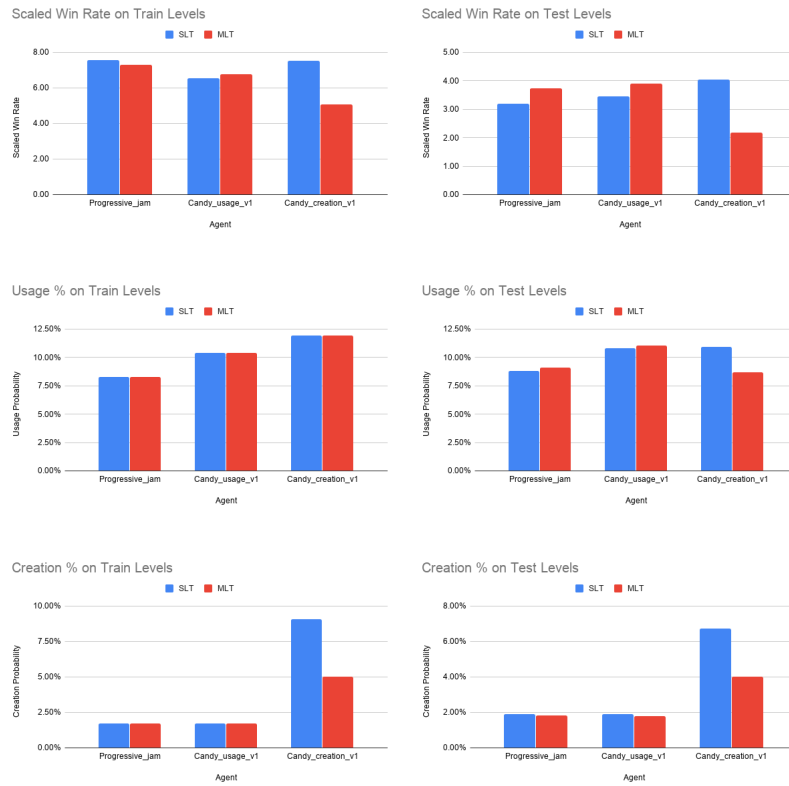 Scaled Win Rate on Train Levels
SLT MLT
8.00
6.00
4.00
2.00
0.00
Scaled Win Rate
Progressive_jam Candy_usage_v1 Candy_creation_v1
Agent
Scaled Win Rate on Test Levels
SLT MLT
5.00
4.00
3.00
2.00
1.00
0.00
Scaled Win Rate
Progressive_jam Candy_usage_v1 Candy_creation_v1
Agent
Usage % on Train Levels
SLT MLT
12.50%
10.00%
7.50%
5.00%
2.50%
0.00%
Usage Probability
Progressive_jam Candy_usage_v1 Candy_creation_v1
Agent
Usage % on Test Levels
SLT MLT
12.50%
10.00%
7.50%
5.00%
2.50%
0.00%
Usage Probability
Progressive_jam Candy_usage_v1 Candy_creation_v1
Agent
Creation % on Train Levels
SLT MLT
10.00%
7.50%
5.00%
2.50%
0.00%
Creation Probability
Progressive_jam Candy_usage_v1 Candy_creation_v1
Agent
Creation % on Test Levels
SLT MLT
8.00%
6.00%
4.00%
2.00%
0.00%
Creation Probability
Progressive_jam Candy_usage_v1 Candy_creation_v1
Agent